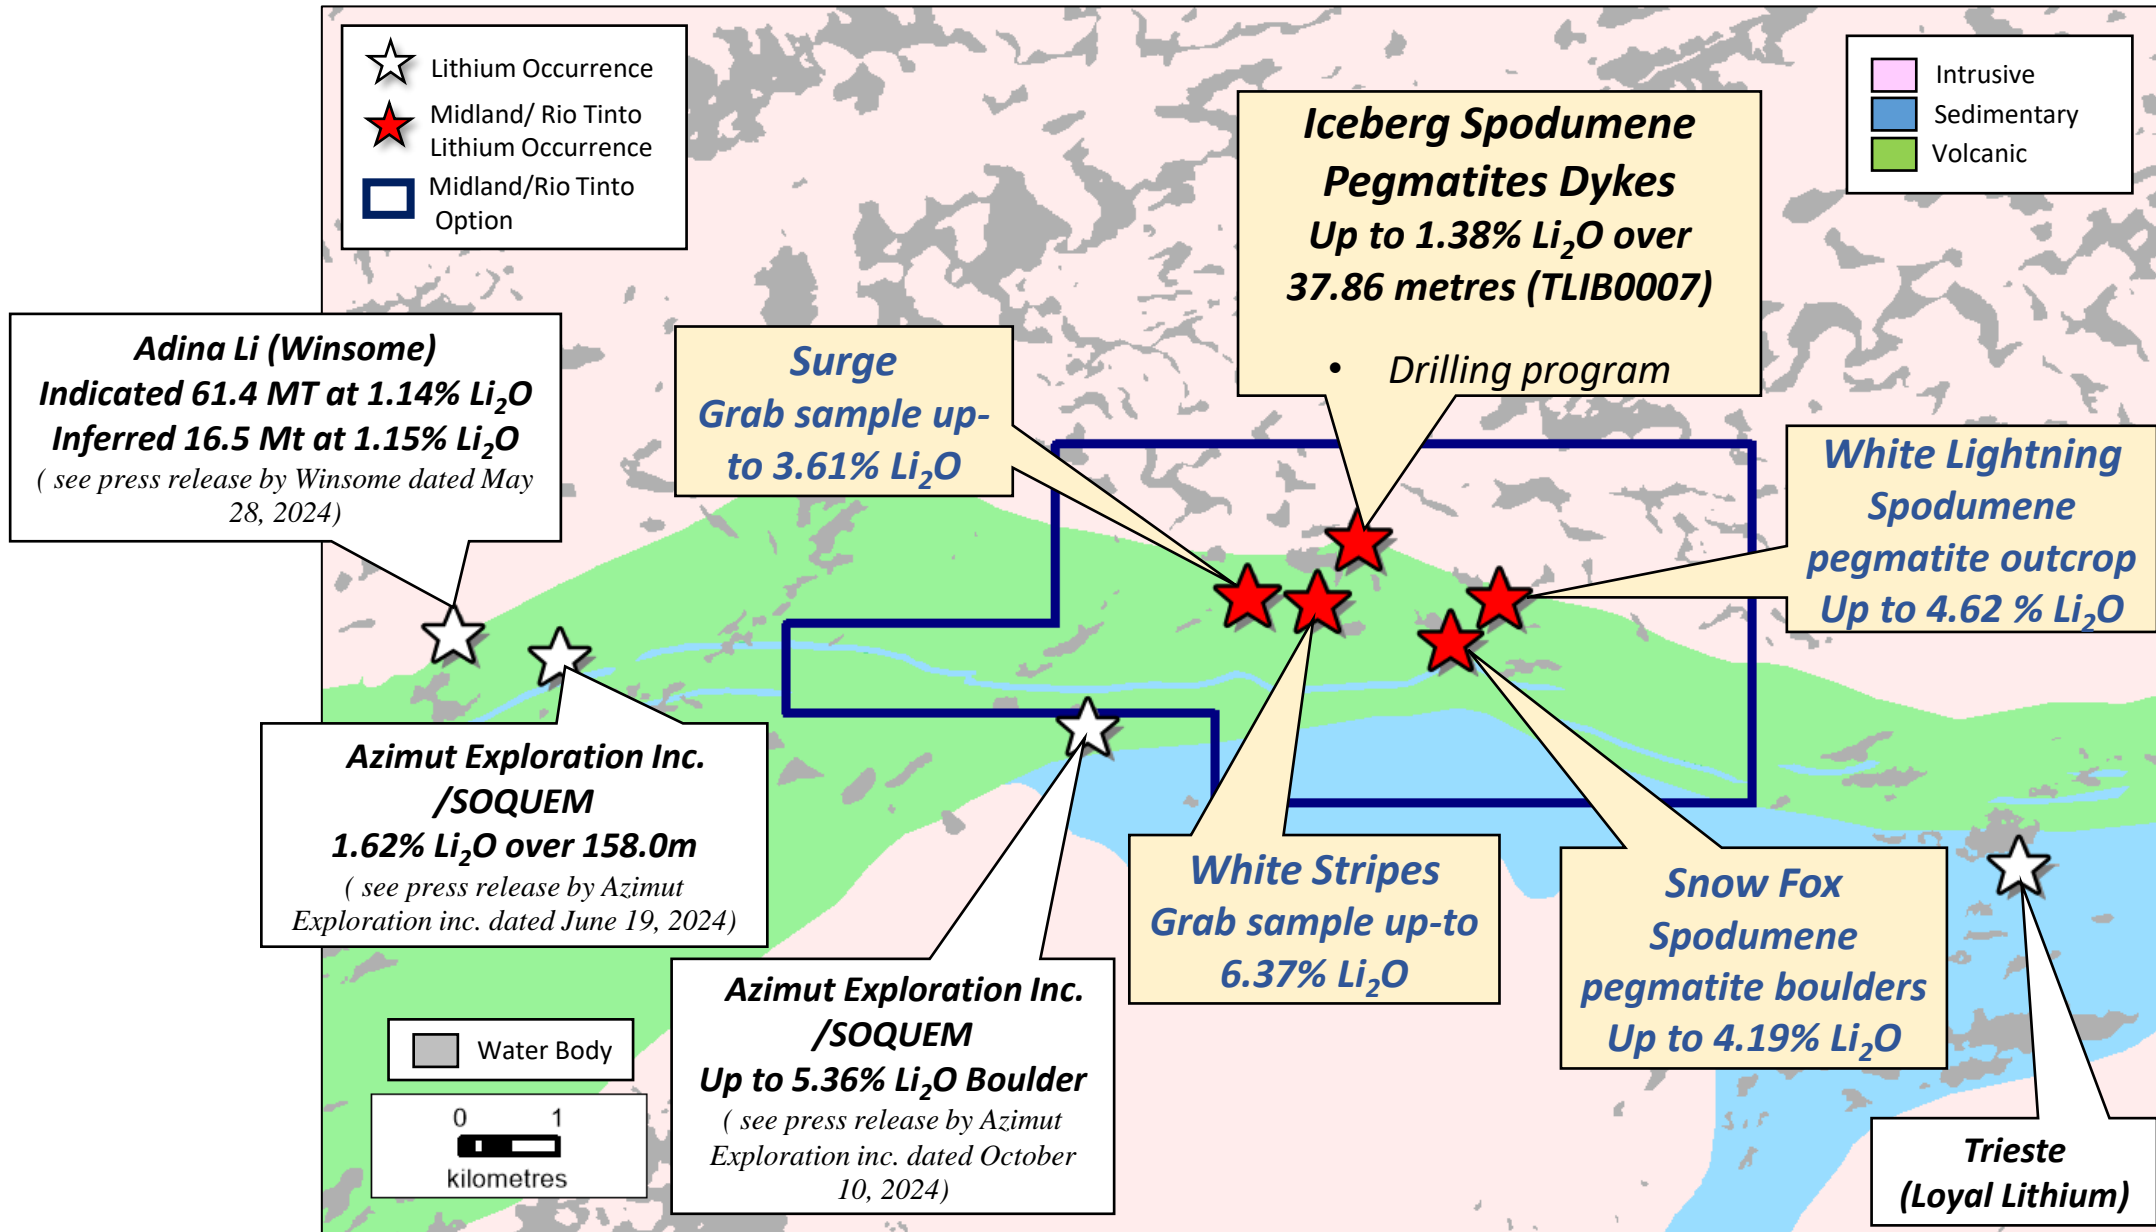 Lithium Occurrence
Midland/ Rio Tinto
Lithium Occurrence
Midland/Rio Tinto
Option
Intrusive
Sedimentary
Volcanic
Iceberg Spodumene
Pegmatites Dykes
Up to 1.38% Li₂O over
37.86 metres (TLIB0007)
• Drilling program
Adina Li (Winsome)
Indicated 61.4 MT at 1.14% Li₂O
Inferred 16.5 Mt at 1.15% Li₂O
( see press release by Winsome dated May
28, 2024)
Surge
Grab sample up-
to 3.61% Li₂O
White Lightning
Spodumene
pegmatite outcrop
Up to 4.62 % Li₂O
Azimut Exploration Inc.
/SOQUEM
1.62% Li₂O over 158.0m
( see press release by Azimut
Exploration inc. dated June 19, 2024)
White Stripes
Grab sample up-to
6.37% Li₂O
Snow Fox
Spodumene
pegmatite boulders
Up to 4.19% Li₂O
Azimut Exploration Inc.
/SOQUEM
Up to 5.36% Li₂O Boulder
( see press release by Azimut
Exploration inc. dated October
10, 2024)
Water Body
0 1
kilometres
Trieste
(Loyal Lithium)